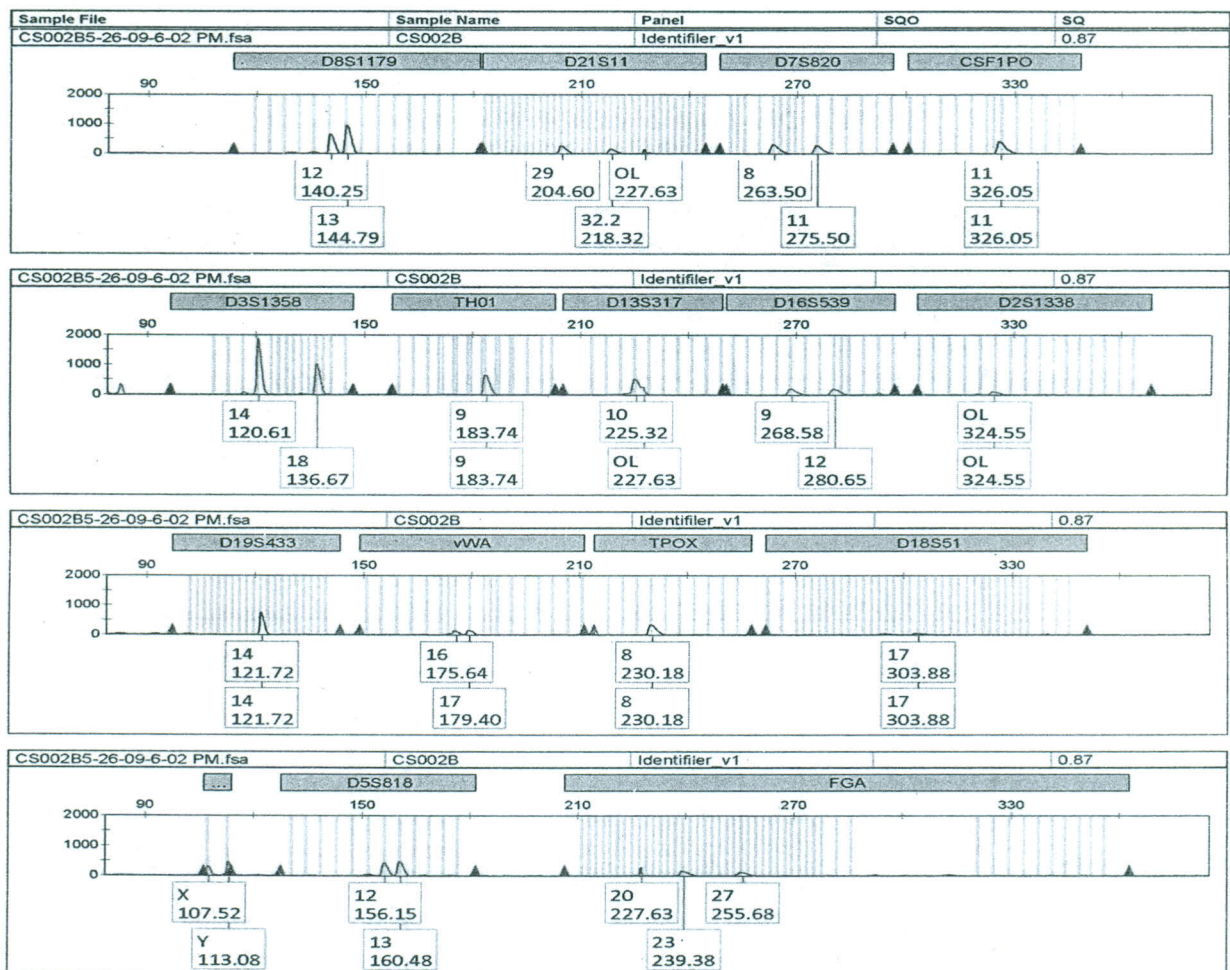 Sample File Sample Name Panel SQO SQ
CS002B5-26-09-6-02 PM.fsa CS002B Identifiler_v1 0.87
D8S1179 D21S11 D7S820 CSF1PO
90 150 210 270 330
2000
1000
0
12 29 OL 8 11
140.25 204.60 227.63 263.50 326.05
13 32.2 11 11
144.79 218.32 275.50 326.05
CS002B5-26-09-6-02 PM.fsa CS002B Identifiler_v1 0.87
D3S1358 TH01 D13S317 D16S539 D2S1338
90 150 210 270 330
2000
1000
0
14 9 10 9 OL
120.61 183.74 225.32 268.58 324.55
18 9 OL 12 OL
136.67 183.74 227.63 280.65 324.55
CS002B5-26-09-6-02 PM.fsa CS002B Identifiler_v1 0.87
D19S433 vWA TPOX D18S51
90 150 210 270 330
2000
1000
0
14 16 8 17
121.72 175.64 230.18 303.88
14 17 8 17
121.72 179.40 230.18 303.88
CS002B5-26-09-6-02 PM.fsa CS002B Identifiler_v1 0.87
... D5S818 FGA
90 150 210 270 330
2000
1000
0
X 12 20 27
107.52 156.15 227.63 255.68
Y 13 23
113.08 160.48 239.38